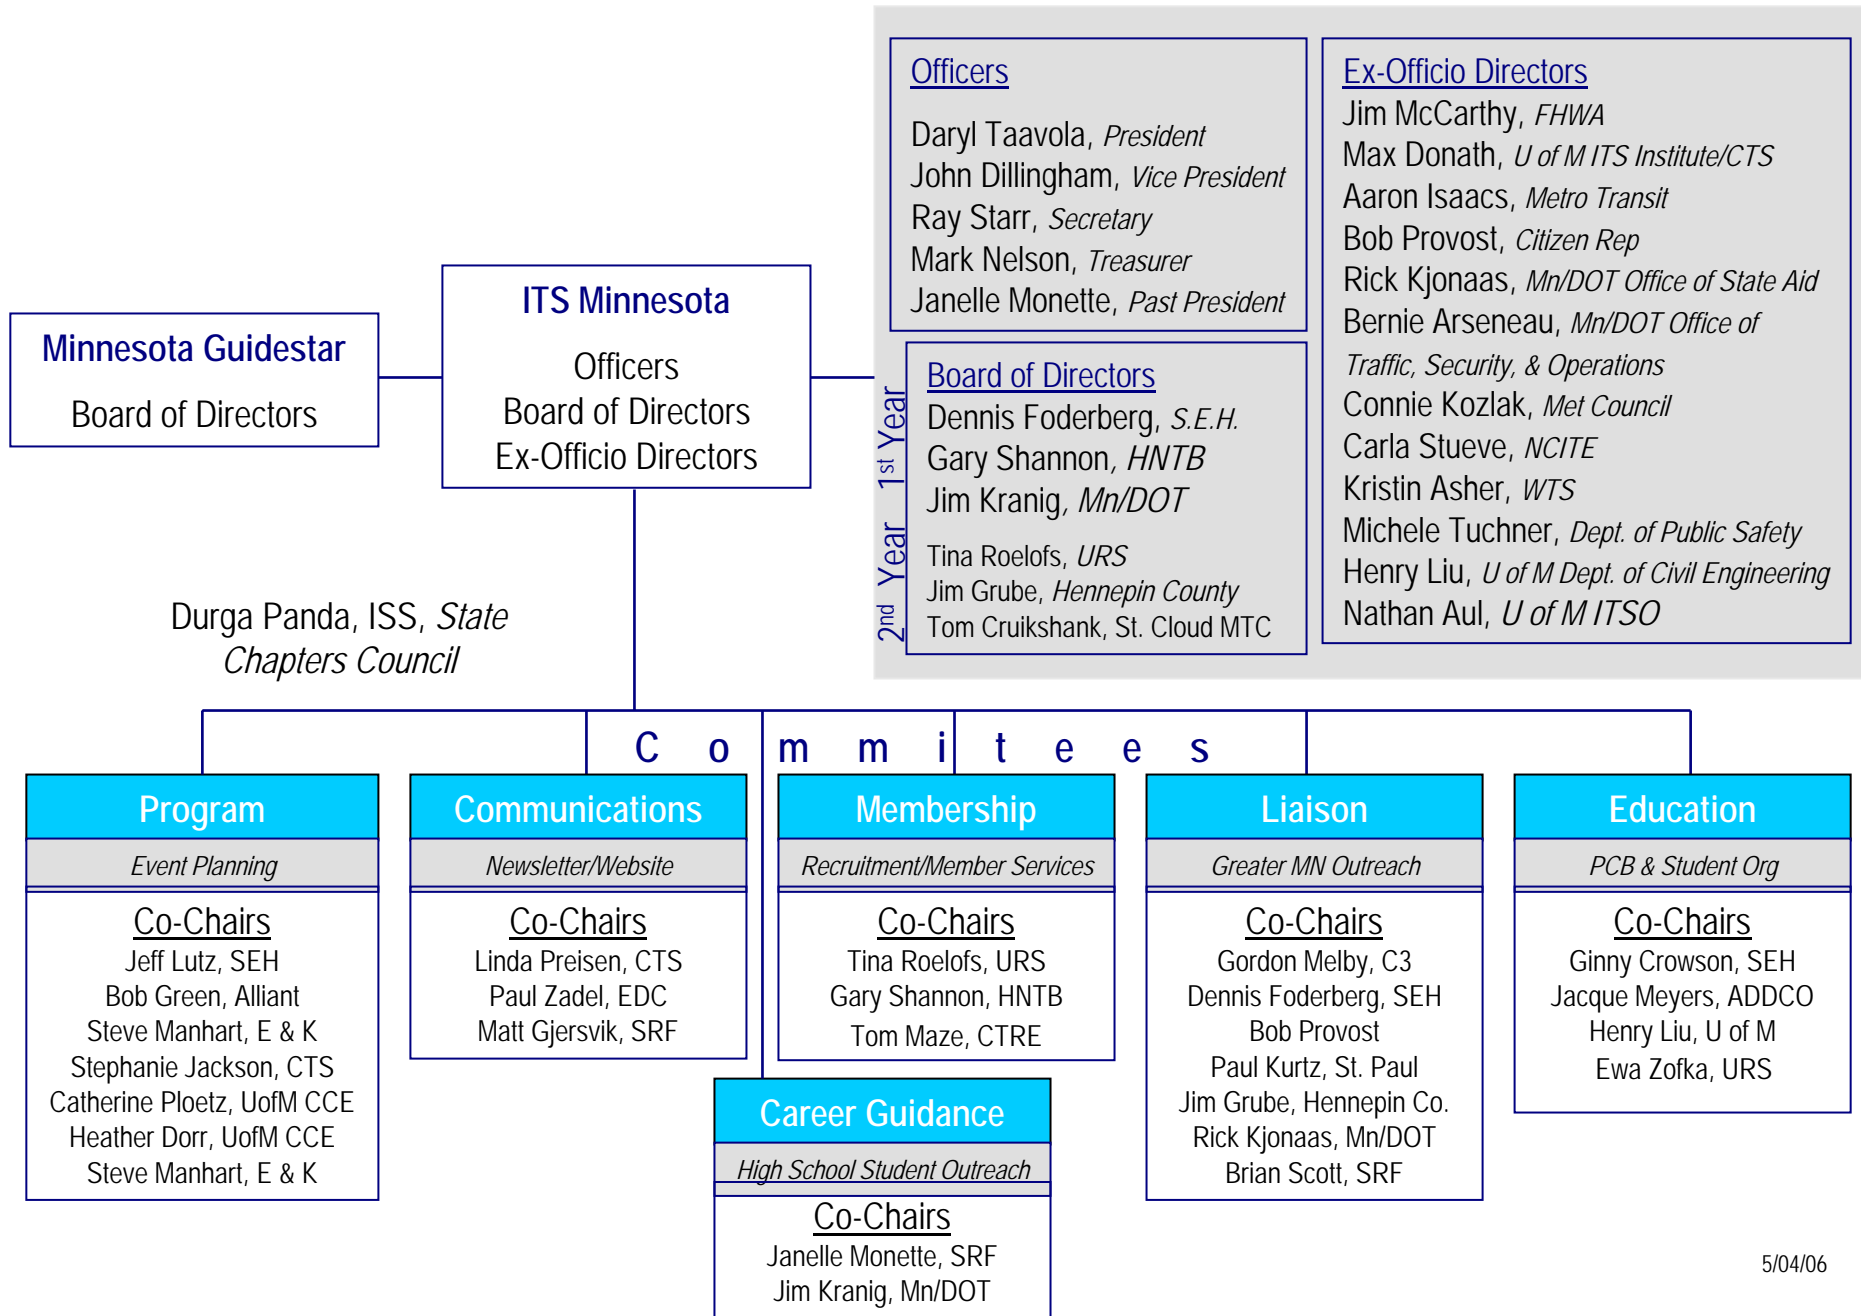 Minnesota Guidestar
Board of Directors
ITS Minnesota
Officers
Board of Directors
Ex-Officio Directors
Officers
Daryl Taavola, President
John Dillingham, Vice President
Ray Starr, Secretary
Mark Nelson, Treasurer
Janelle Monette, Past President
1st Year
2nd Year
Board of Directors
Dennis Foderberg, S.E.H.
Gary Shannon, HNTB
Jim Kranig, Mn/DOT
Tina Roelofs, URS
Jim Grube, Hennepin County
Tom Cruikshank, St. Cloud MTC
Ex-Officio Directors
Jim McCarthy, FHWA
Max Donath, U of M ITS Institute/CTS
Aaron Isaacs, Metro Transit
Bob Provost, Citizen Rep
Rick Kjonaas, Mn/DOT Office of State Aid
Bernie Arseneau, Mn/DOT Office of
Traffic, Security, & Operations
Connie Kozlak, Met Council
Carla Stueve, NCITE
Kristin Asher, WTS
Michele Tuchner, Dept. of Public Safety
Henry Liu, U of M Dept. of Civil Engineering
Nathan Aul, U of M ITSO
Durga Panda, ISS, State
Chapters Council
Commitees
Program
Event Planning
Co-Chairs
Jeff Lutz, SEH
Bob Green, Alliant
Steve Manhart, E & K
Stephanie Jackson, CTS
Catherine Ploetz, UofM CCE
Heather Dorr, UofM CCE
Steve Manhart, E & K
Communications
Newsletter/Website
Co-Chairs
Linda Preisen, CTS
Paul Zadel, EDC
Matt Gjersvik, SRF
Membership
Recruitment/Member Services
Co-Chairs
Tina Roelofs, URS
Gary Shannon, HNTB
Tom Maze, CTRE
Career Guidance
High School Student Outreach
Co-Chairs
Janelle Monette, SRF
Jim Kranig, Mn/DOT
Liaison
Greater MN Outreach
Co-Chairs
Gordon Melby, C3
Dennis Foderberg, SEH
Bob Provost
Paul Kurtz, St. Paul
Jim Grube, Hennepin Co.
Rick Kjonaas, Mn/DOT
Brian Scott, SRF
Education
PCB & Student Org
Co-Chairs
Ginny Crowson, SEH
Jacque Meyers, ADDCO
Henry Liu, U of M
Ewa Zofka, URS
5/04/06